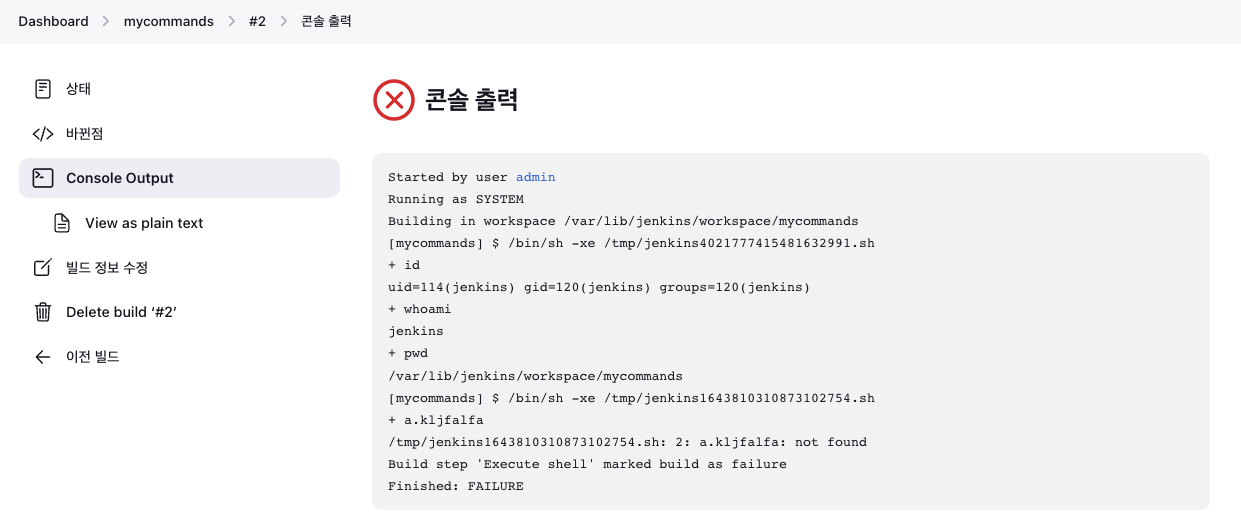 Dashboard > mycommands > #2 > 콘솔 출력
상태
바뀐점
Console Output
View as plain text
빌드 정보 수정
Delete build ‘#2’
이전 빌드
콘솔 출력
Started by user admin
Running as SYSTEM
Building in workspace /var/lib/jenkins/workspace/mycommands
[mycommands] $ /bin/sh -xe /tmp/jenkins4021777415481632991.sh
+ id
uid=114(jenkins) gid=120(jenkins) groups=120(jenkins)
+ whoami
jenkins
+ pwd
/var/lib/jenkins/workspace/mycommands
[mycommands] $ /bin/sh -xe /tmp/jenkins1643810310873102754.sh
+ a.kljfalfa
/tmp/jenkins1643810310873102754.sh: 2: a.kljfalfa: not found
Build step 'Execute shell' marked build as failure
Finished: FAILURE